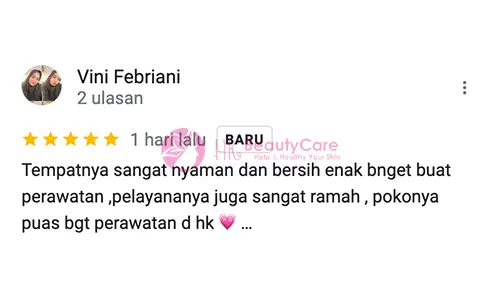 Vini Febriani
2 ulasan
1 hari lalu BARU
HK BeautyCare
Help & Healthy Your Skin
Tempatnya sangat nyaman dan bersih enak bnget buat
perawatan ,pelayananya juga sangat ramah , pokonya
puas bgt perawatan d hk 💗 ...